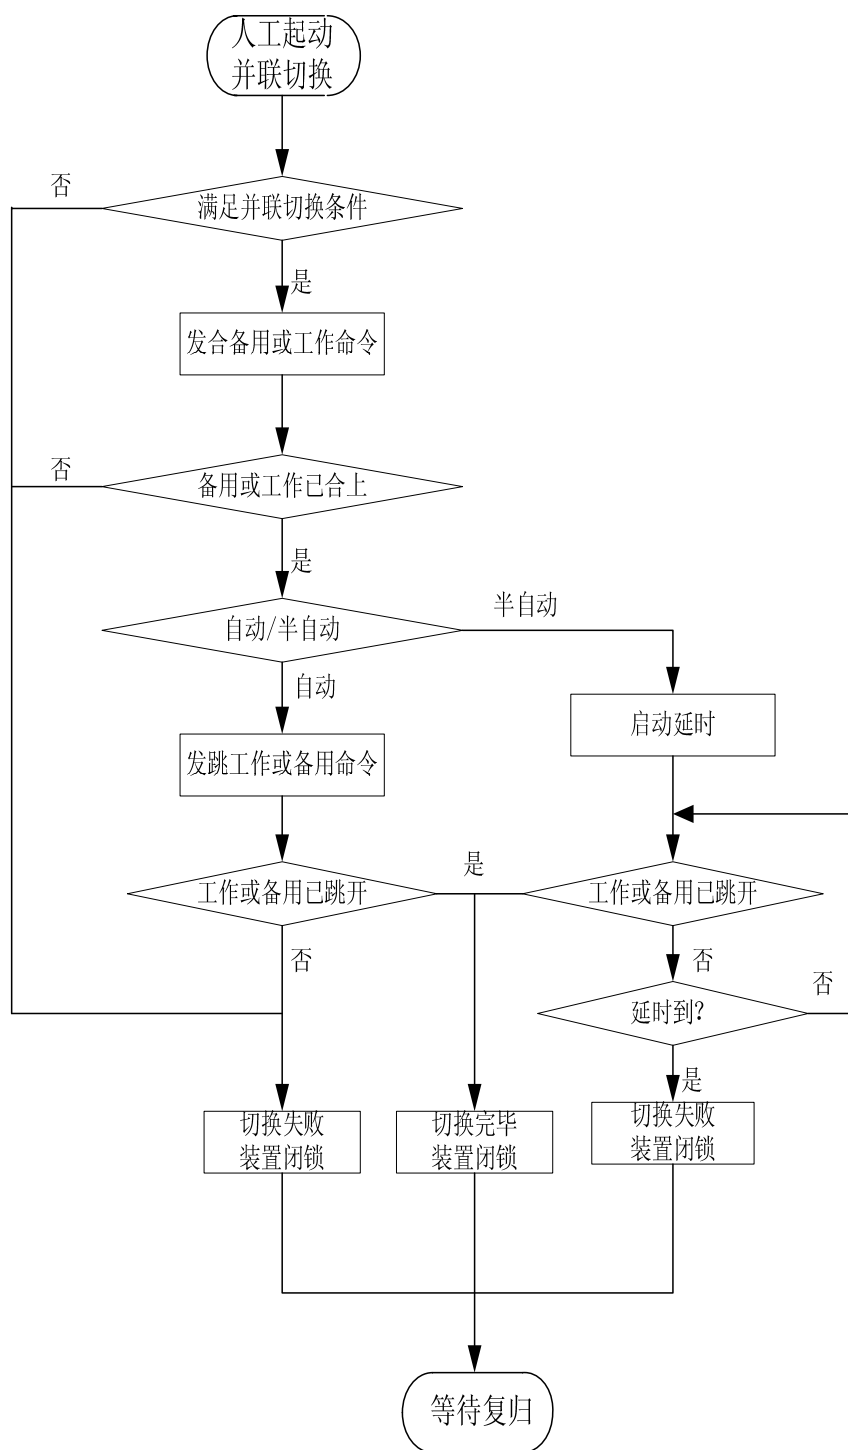 人工起动
并联切换
否
满足并联切换条件
是
发合备用或工作命令
否
备用或工作已合上
是
半自动
自动/半自动
自动
启动延时
发跳工作或备用命令
是
工作或备用已跳开
工作或备用已跳开
否
否
否
延时到?
是
切换失败
装置闭锁
切换完毕
装置闭锁
切换失败
装置闭锁
等待复归